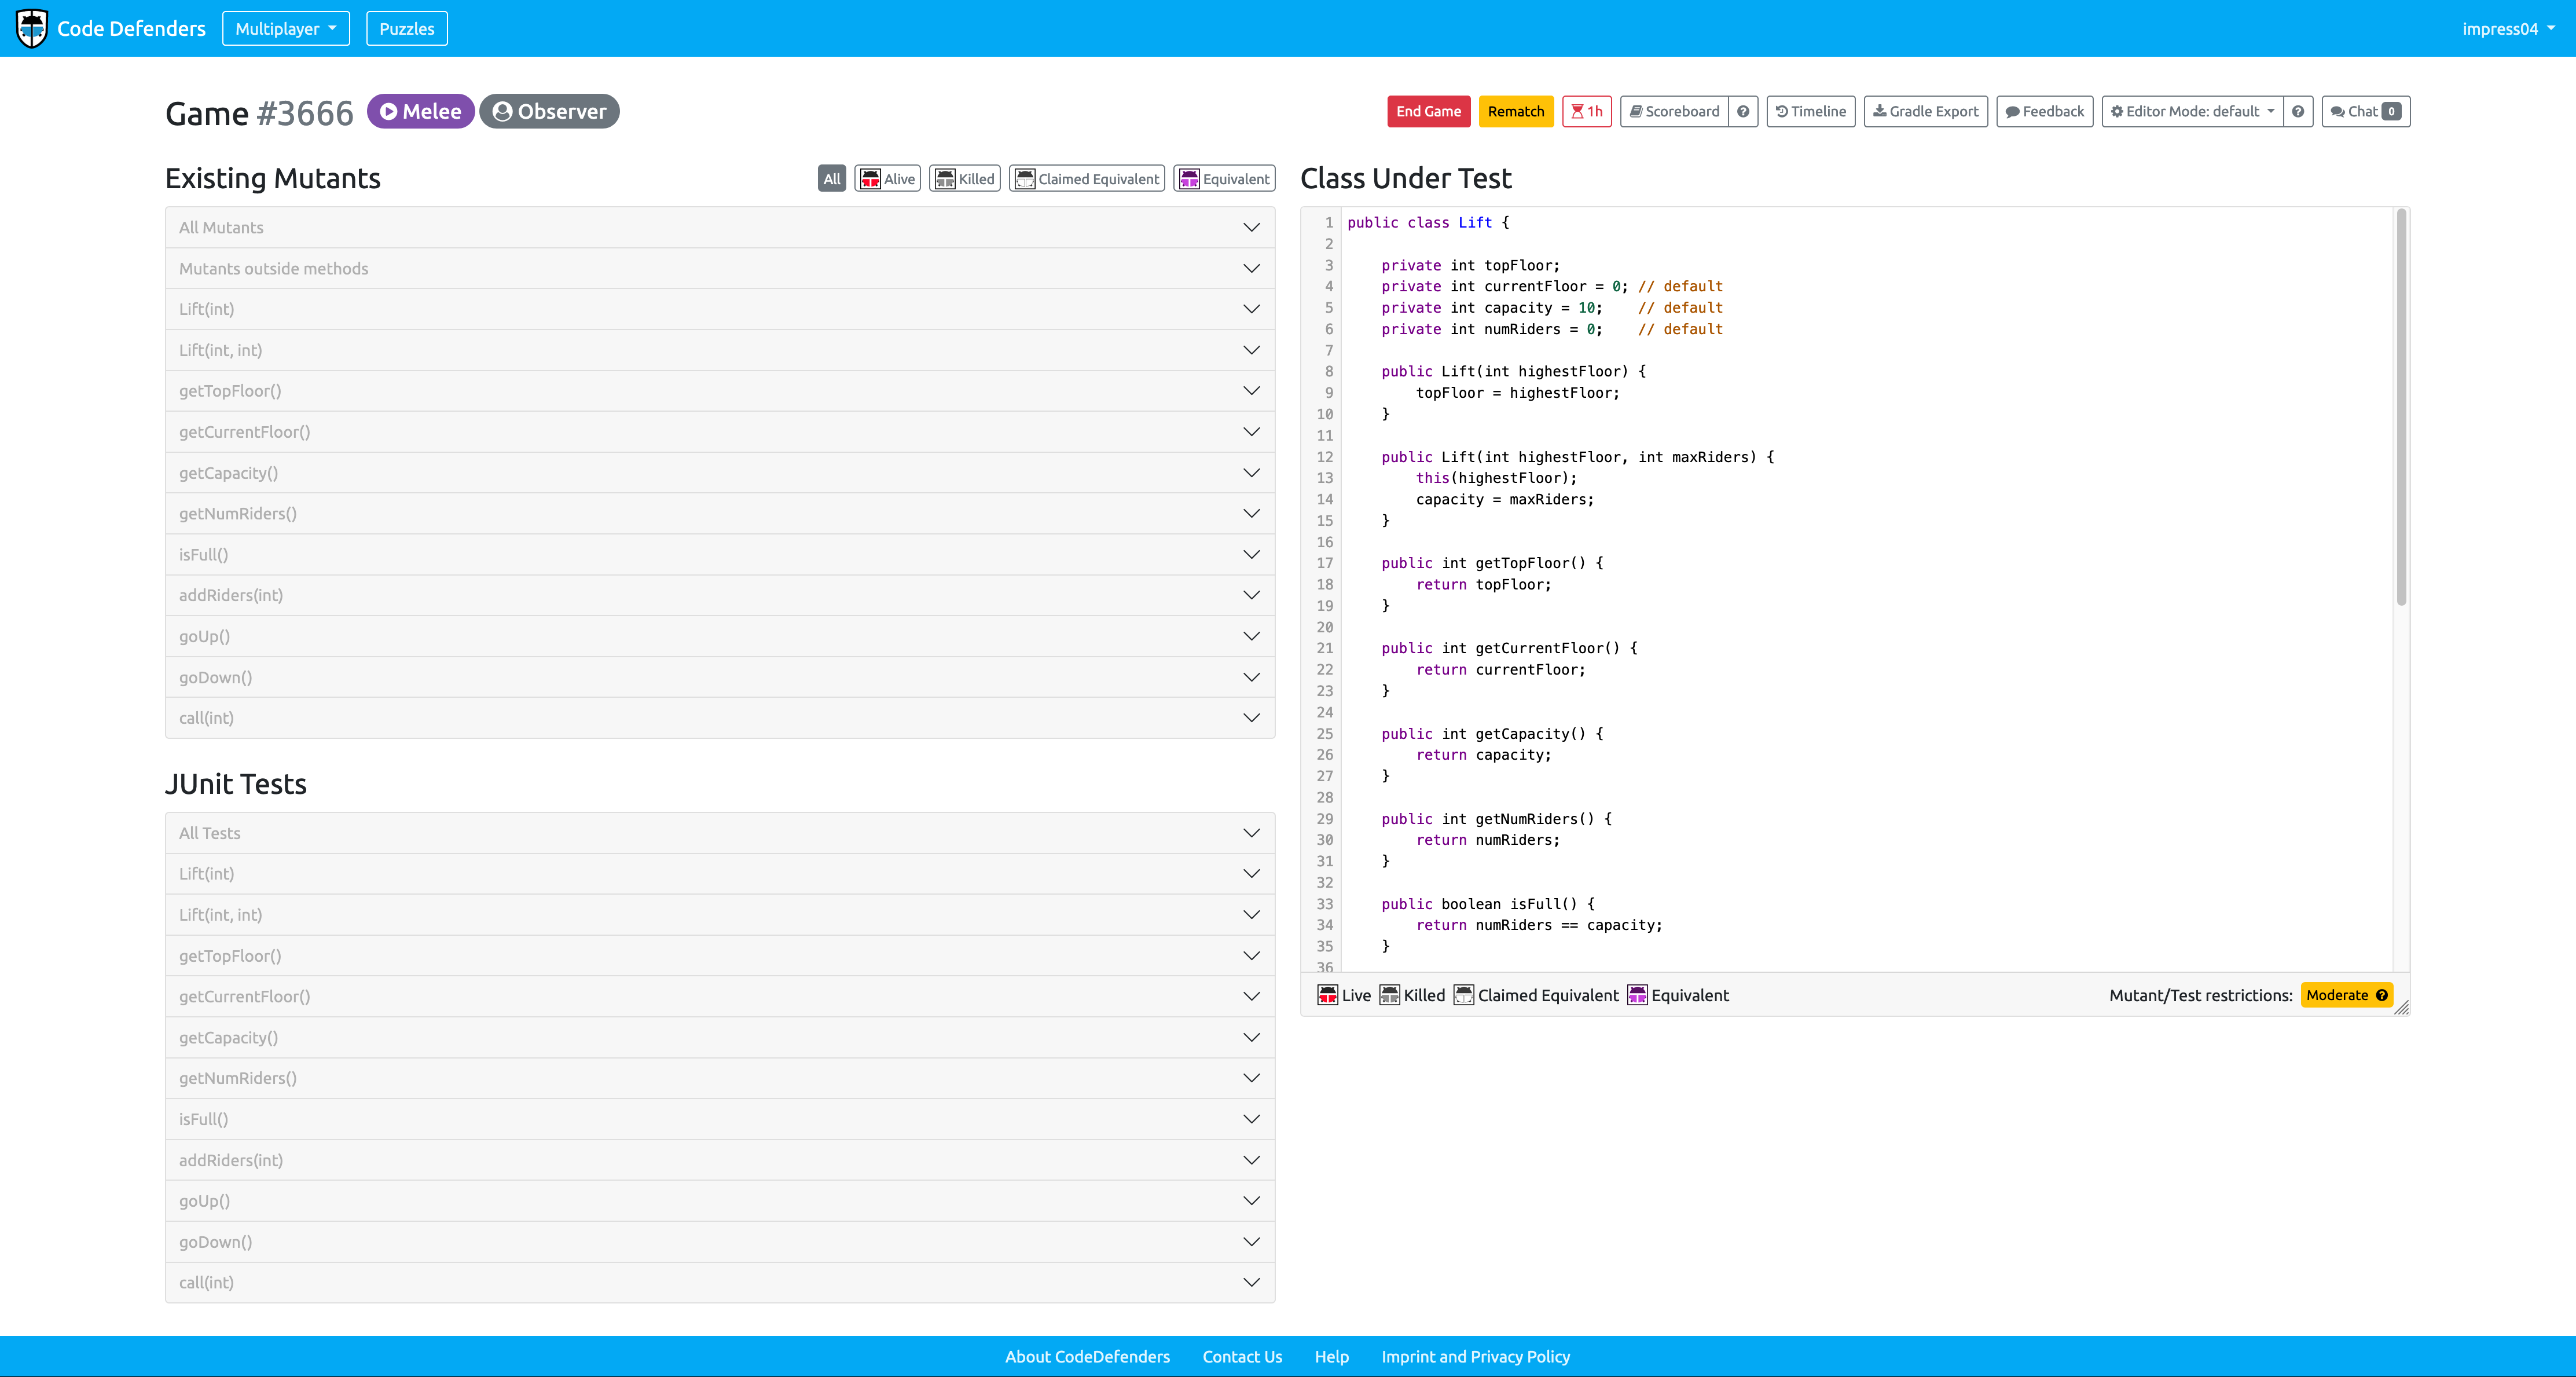 Code Defenders Multiplayer Puzzles impress04
Game #3666 Melee Observer End Game Rematch 1h Scoreboard Timeline Gradle Export Feedback Editor Mode: default Chat 0
Existing Mutants All Alive Killed Claimed Equivalent Equivalent
All Mutants
Mutants outside methods
Lift(int)
Lift(int, int)
getTopFloor()
getCurrentFloor()
getCapacity()
getNumRiders()
isFull()
addRiders(int)
goUp()
goDown()
call(int)
JUnit Tests
All Tests
Lift(int)
Lift(int, int)
getTopFloor()
getCurrentFloor()
getCapacity()
getNumRiders()
isFull()
addRiders(int)
goUp()
goDown()
call(int)
Class Under Test
1 public class Lift {
2
3     private int topFloor;
4     private int currentFloor = 0; // default
5     private int capacity = 10;    // default
6     private int numRiders = 0;    // default
7
8     public Lift(int highestFloor) {
9         topFloor = highestFloor;
10     }
11
12     public Lift(int highestFloor, int maxRiders) {
13         this(highestFloor);
14         capacity = maxRiders;
15     }
16
17     public int getTopFloor() {
18         return topFloor;
19     }
20
21     public int getCurrentFloor() {
22         return currentFloor;
23     }
24
25     public int getCapacity() {
26         return capacity;
27     }
28
29     public int getNumRiders() {
30         return numRiders;
31     }
32
33     public boolean isFull() {
34         return numRiders == capacity;
35     }
36
Live Killed Claimed Equivalent Equivalent Mutant/Test restrictions: Moderate
About CodeDefenders Contact Us Help Imprint and Privacy Policy